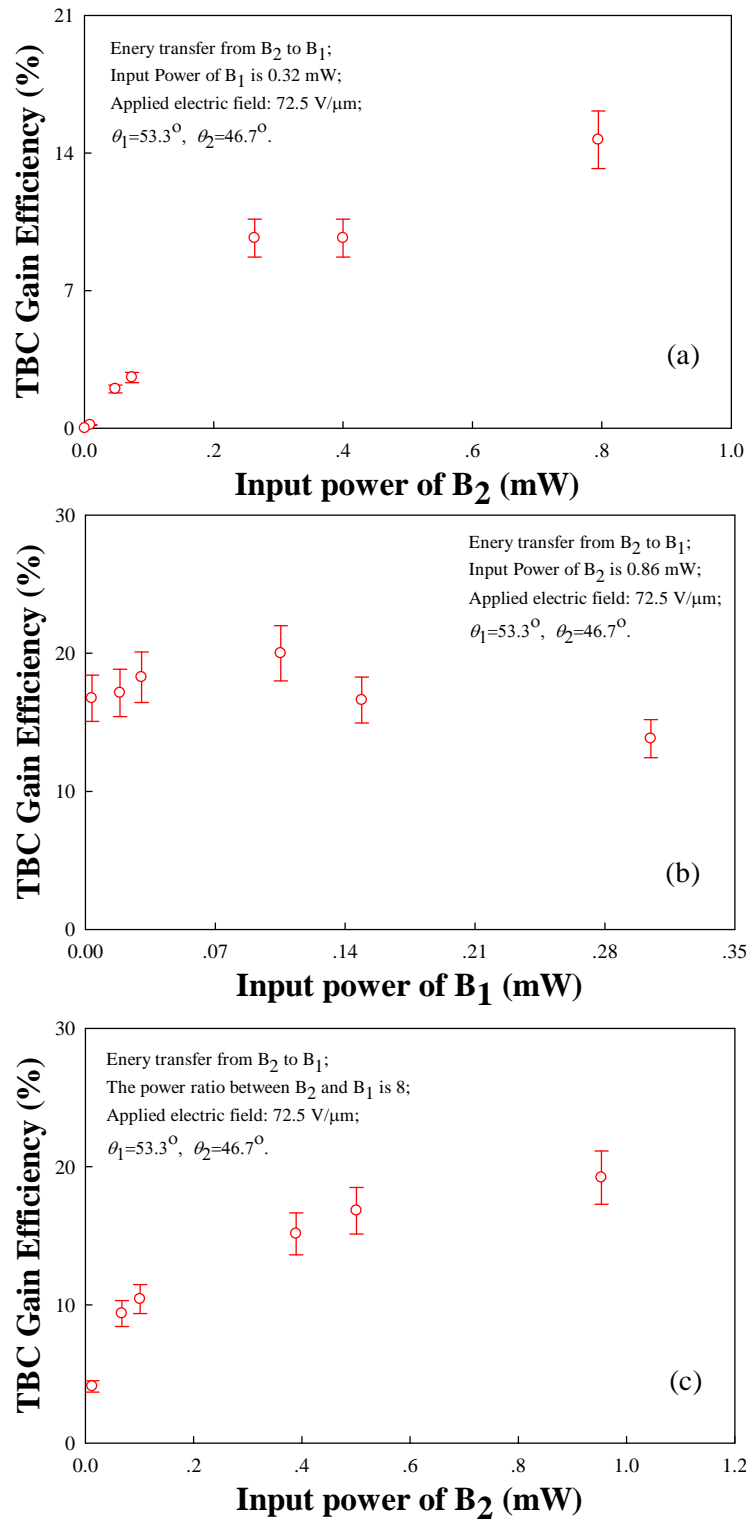 21
14
7
0
TBC Gain Efficiency (%)
Enery transfer from B2 to B1;
Input Power of B1 is 0.32 mW;
Applied electric field: 72.5 V/μm;
θ1=53.3o, θ2=46.7o.
(a)
0.0 .2 .4 .6 .8 1.0
Input power of B2 (mW)
30
20
10
0
TBC Gain Efficiency (%)
Enery transfer from B2 to B1;
Input Power of B2 is 0.86 mW;
Applied electric field: 72.5 V/μm;
θ1=53.3o, θ2=46.7o.
(b)
0.00 .07 .14 .21 .28 .35
Input power of B1 (mW)
30
20
10
0
TBC Gain Efficiency (%)
Enery transfer from B2 to B1;
The power ratio between B2 and B1 is 8;
Applied electric field: 72.5 V/μm;
θ1=53.3o, θ2=46.7o.
(c)
0.0 .2 .4 .6 .8 1.0 1.2
Input power of B2 (mW)